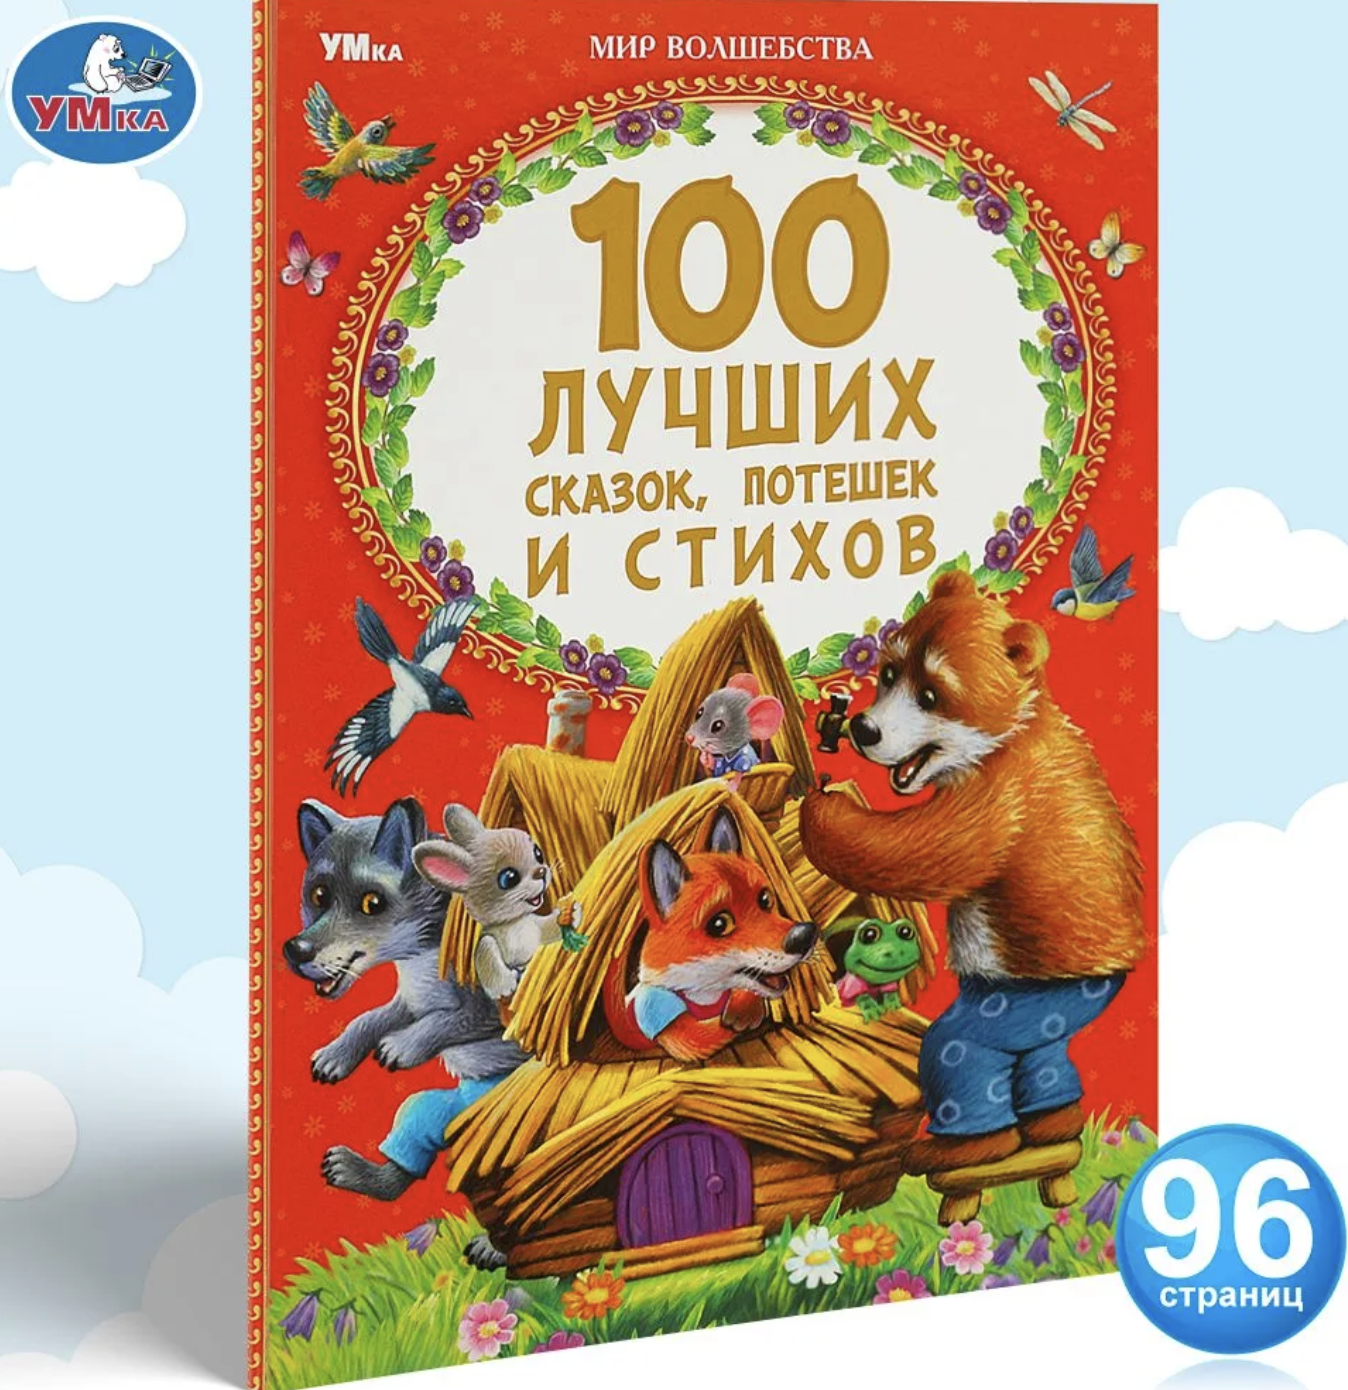 УМка
УМка
МИР ВОЛШЕБСТВА
100
ЛУЧШИХ
СКАЗОК, ПОТЕШЕК
И СТИХОВ
96
страниц